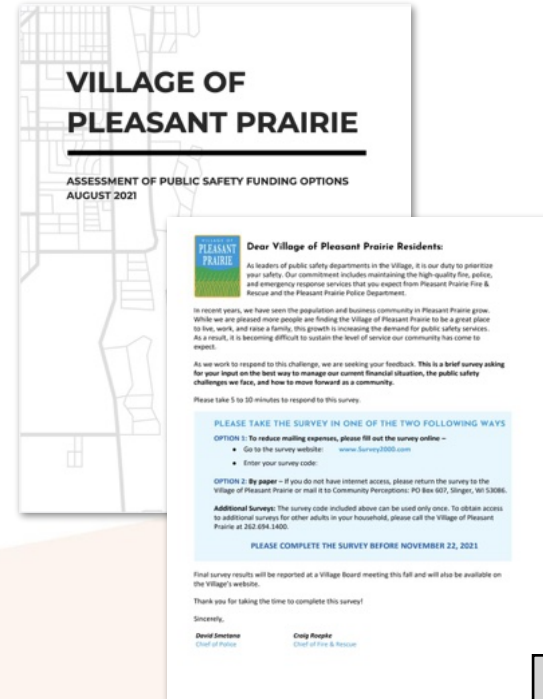 VILLAGE OF
PLEASANT PRAIRIE
ASSESSMENT OF PUBLIC SAFETY FUNDING OPTIONS
AUGUST 2021
VILLAGE OF
PLEASANT
PRAIRIE
Dear Village of Pleasant Prairie Residents:
As leaders of public safety departments in the Village, it is our duty to prioritize
your safety. Our commitment includes maintaining the high-quality fire, police,
and emergency response services that you expect from Pleasant Prairie Fire &
Rescue and the Pleasant Prairie Police Department.
In recent years, we have seen the population and business community in Pleasant Prairie grow.
While we are pleased more people are finding the Village of Pleasant Prairie to be a great place
to live, work, and raise a family, this growth is increasing the demand for public safety services.
As a result, it is becoming difficult to sustain the level of service our community has come to
expect.
As we work to respond to this challenge, we are seeking your feedback. This is a brief survey asking
for your input on the best way to manage our current financial situation, the public safety
challenges we face, and how to move forward as a community.
Please take 5 to 10 minutes to respond to this survey.
PLEASE TAKE THE SURVEY IN ONE OF THE TWO FOLLOWING WAYS
OPTION 1: To reduce mailing expenses, please fill out the survey online –
• Go to the survey website: www.Survey2000.com
• Enter your survey code:
OPTION 2: By paper – If you do not have internet access, please return the survey to the
Village of Pleasant Prairie or mail it to Community Perceptions: PO Box 607, Slinger, WI 53086.
Additional Surveys: The survey code included above can be used only once. To obtain access
to additional surveys for other adults in your household, please call the Village of Pleasant
Prairie at 262.694.1400.
PLEASE COMPLETE THE SURVEY BEFORE NOVEMBER 22, 2021
Final survey results will be reported at a Village Board meeting this fall and will also be available on
the Village's website.
Thank you for taking the time to complete this survey!
Sincerely,
David Smetana Craig Roepke
Chief of Police Chief of Fire & Rescue